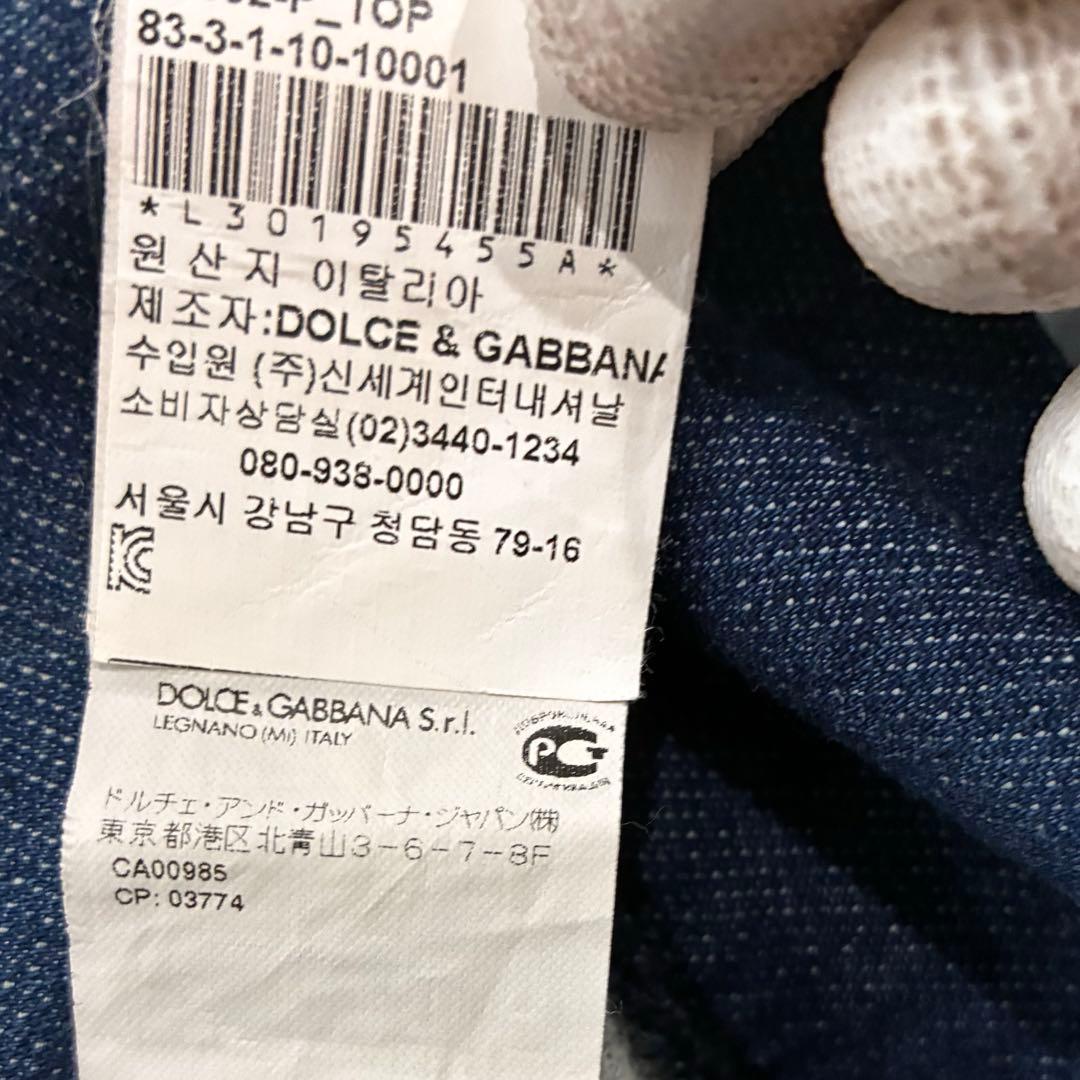 TOP
83-3-1-10-10001
*L30195455A*
원산지 이탈리아
제조자:DOLCE & GABBANA
수입원 (주)신세계인터내셔날
소비자상담실(02)3440-1234
080-938-0000
서울시 강남구 청담동 79-16
DOLCE & GABBANA S.r.l.
LEGNANO (MI) ITALY
ドルチェ・アンド・ガッバーナ・ジャパン(株)
東京都港区北青山3-6-7-8F
CA00985
CP: 03774